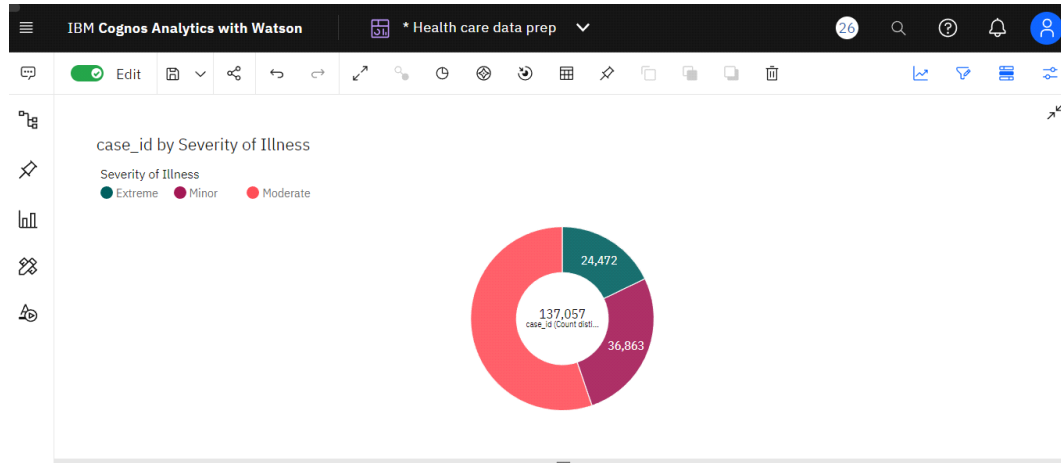 IBM Cognos Analytics with Watson
* Health care data prep
26
Edit
case_id by Severity of Illness
Severity of Illness
Extreme Minor Moderate
24,472
137,057
case_id (Count disti...
36,863